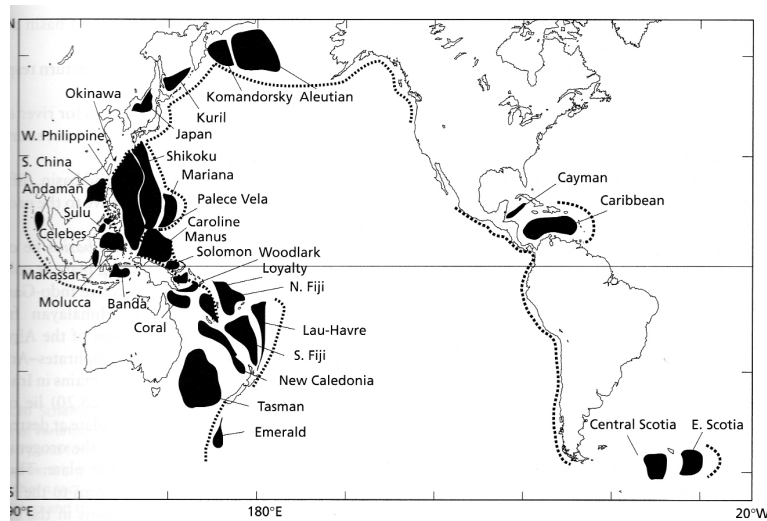 N
Okinawa
Komandorsky Aleutian
Kuril
Japan
W. Philippine
Shikoku
S. China
Mariana
Andaman
Palece Vela
Sulu
Caroline
Celebes
Manus
Solomon
Woodlark
Loyalty
Makassar
N. Fiji
Molucca
Banda
Coral
Lau-Havre
S. Fiji
New Caledonia
Tasman
Emerald
Cayman
Caribbean
Central Scotia
E. Scotia
S
90°E
180°E
20°W